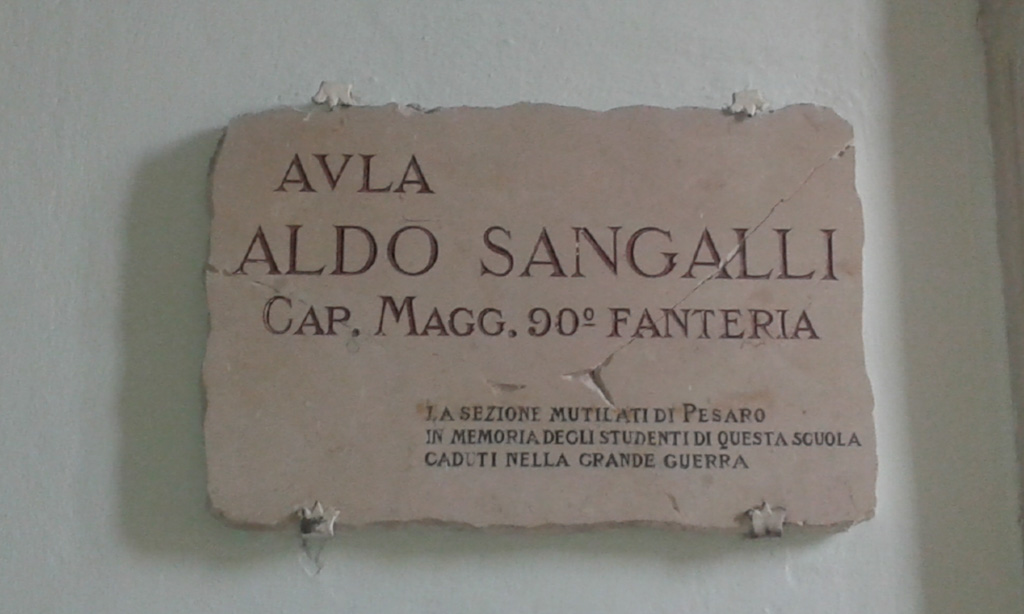 AVLA
ALDO SANGALLI
CAP. MAGG. 90º FANTERIA
LA SEZIONE MUTILATI DI PESARO
IN MEMORIA DEGLI STUDENTI DI QUESTA SCUOLA
CADUTI NELLA GRANDE GUERRA